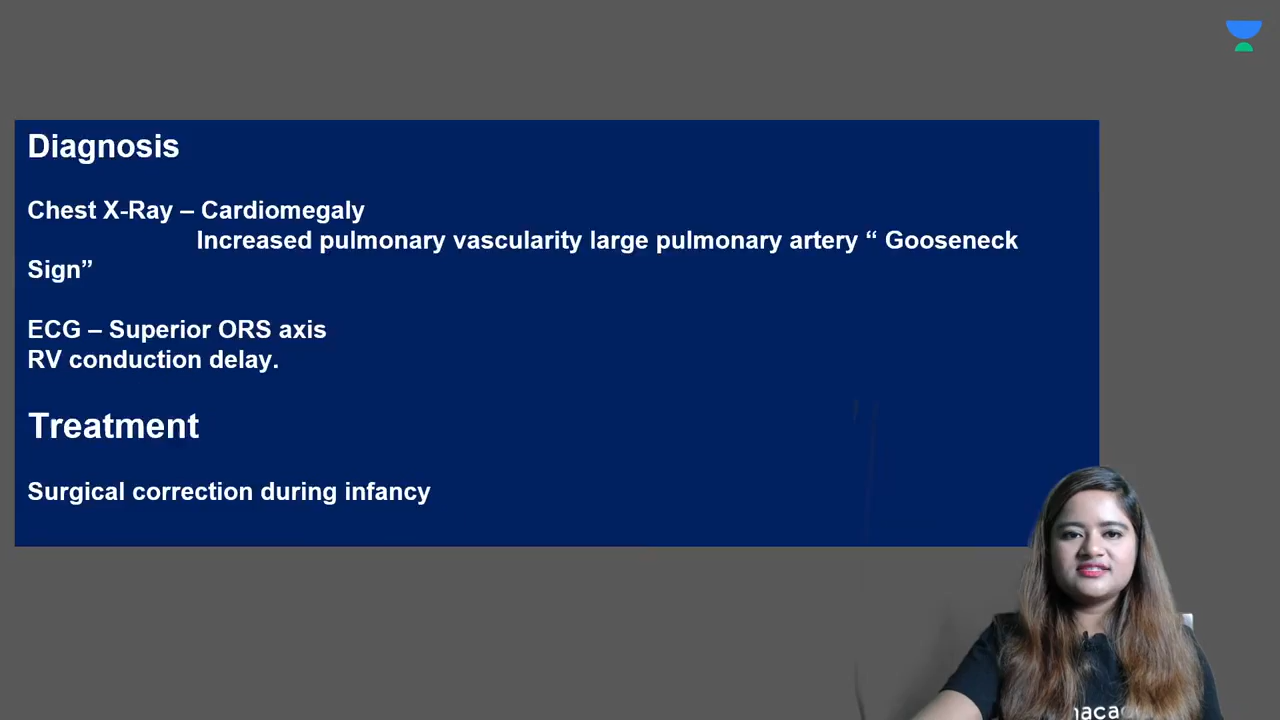 Diagnosis
Chest X-Ray – Cardiomegaly
Increased pulmonary vascularity large pulmonary artery “ Gooseneck
Sign”
ECG – Superior ORS axis
RV conduction delay.
Treatment
Surgical correction during infancy